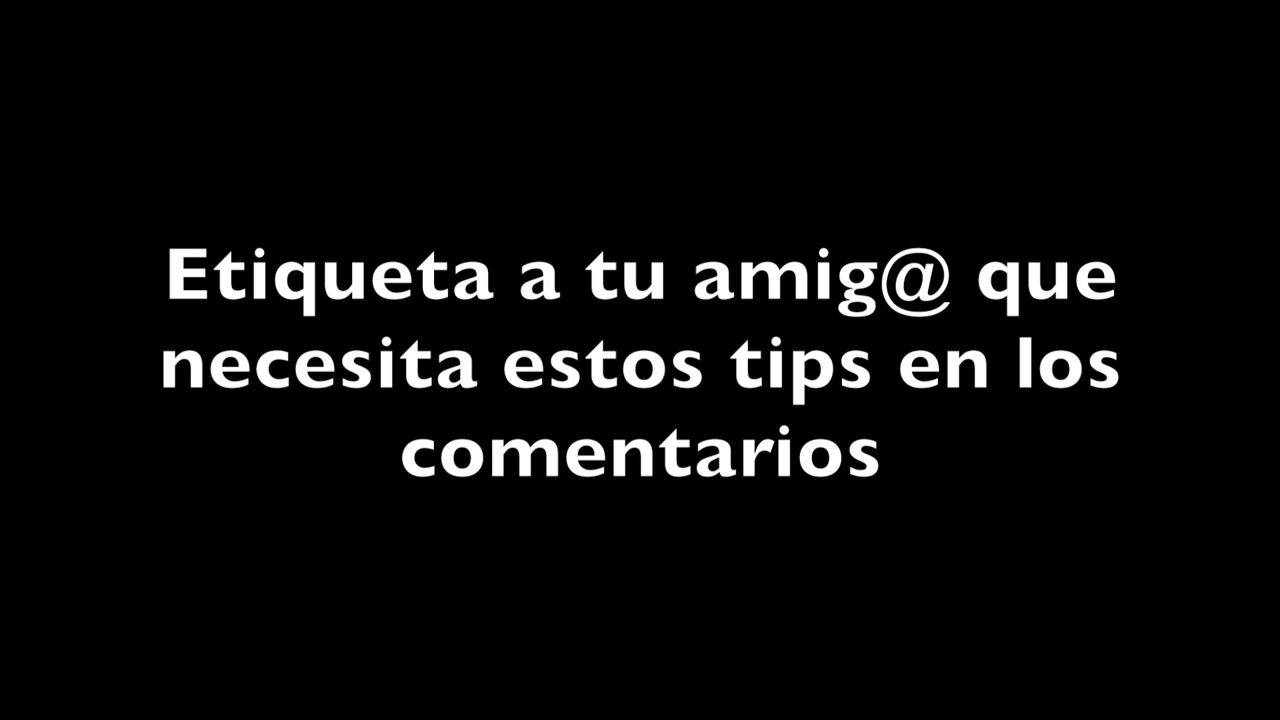 Etiqueta a tu amig@ que
necesita estos tips en los
comentarios